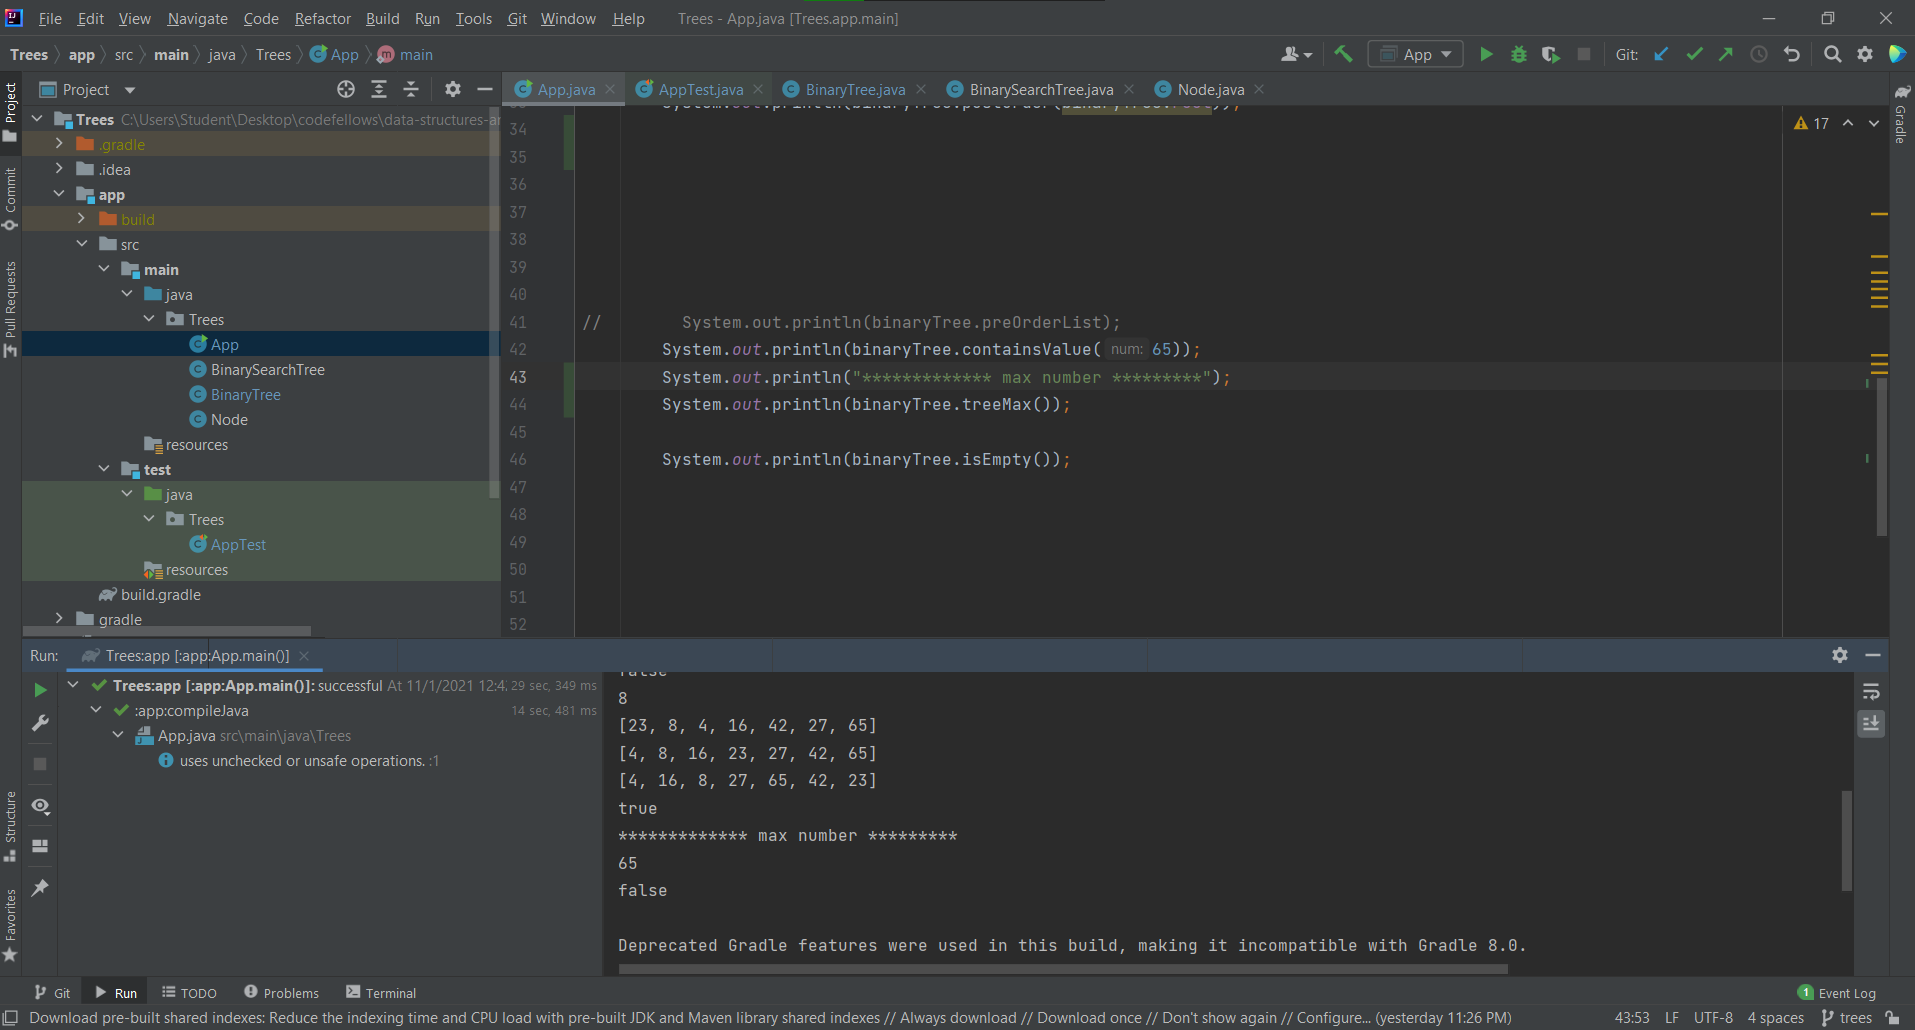 File Edit View Navigate Code Refactor Build Run Tools Git Window Help Trees - App.java [Trees.app.main]
Trees app src main java Trees App main
App Git:
Project
App.java AppTest.java BinaryTree.java BinarySearchTree.java Node.java
Trees C:\Users\Student\Desktop\codefellows\data-structures-a
.gradle
.idea
app
build
src
main
java
Trees
App
BinarySearchTree
BinaryTree
Node
resources
test
java
Trees
AppTest
resources
build.gradle
gradle
34
35
36
37
38
39
40
41 // System.out.println(binaryTree.preOrderList);
42 System.out.println(binaryTree.containsValue( num: 65));
43 System.out.println("************* max number *********");
44 System.out.println(binaryTree.treeMax());
45
46 System.out.println(binaryTree.isEmpty());
47
48
49
50
51
52
17
Project
Commit
Pull Requests
Structure
Favorites
Gradle
Run: Trees:app [:app:App.main()]
Trees:app [:app:App.main()]: successful At 11/1/2021 12:4 29 sec, 349 ms
:app:compileJava 14 sec, 481 ms
App.java src\main\java\Trees
uses unchecked or unsafe operations. :1
false
8
[23, 8, 4, 16, 42, 27, 65]
[4, 8, 16, 23, 27, 42, 65]
[4, 16, 8, 27, 65, 42, 23]
true
************* max number *********
65
false
Deprecated Gradle features were used in this build, making it incompatible with Gradle 8.0.
Git Run TODO Problems Terminal 1 Event Log
Download pre-built shared indexes: Reduce the indexing time and CPU load with pre-built JDK and Maven library shared indexes // Always download // Download once // Don't show again // Configure... (yesterday 11:26 PM) 43:53 LF UTF-8 4 spaces trees